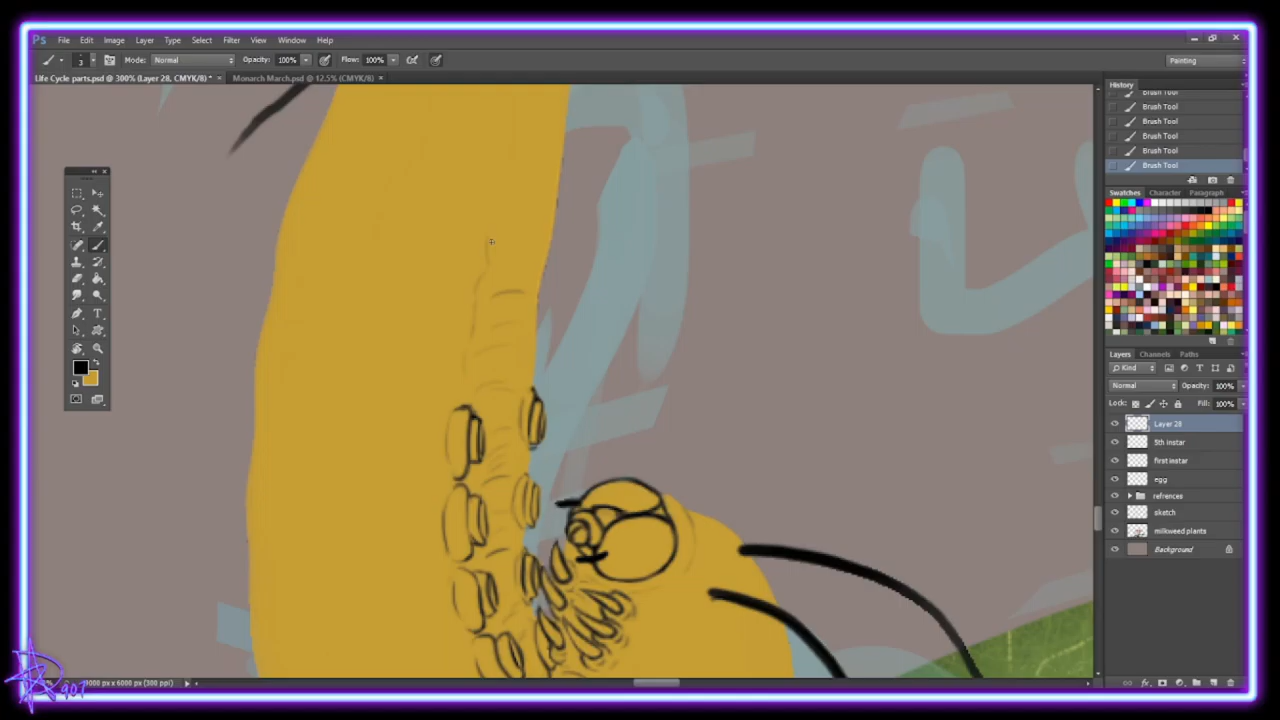 Ps File Edit Image Layer Type Select Filter View Window Help
3 Mode: Normal Opacity: 100% Flow: 100% Painting
Life Cycle parts.psd @ 300% (Layer 28, CMYK/8) * × Monarch March.psd @ 12.5% (CMYK/8) ×
History
Brush Tool
Brush Tool
Brush Tool
Brush Tool
Brush Tool
Brush Tool
Swatches Character Paragraph
Layers Channels Paths
Kind
Normal Opacity: 100%
Lock: Fill: 100%
Layer 28
5th instar
first instar
egg
refrences
sketch
milkweed plants
Background
px x 6000 px (300 ppi)